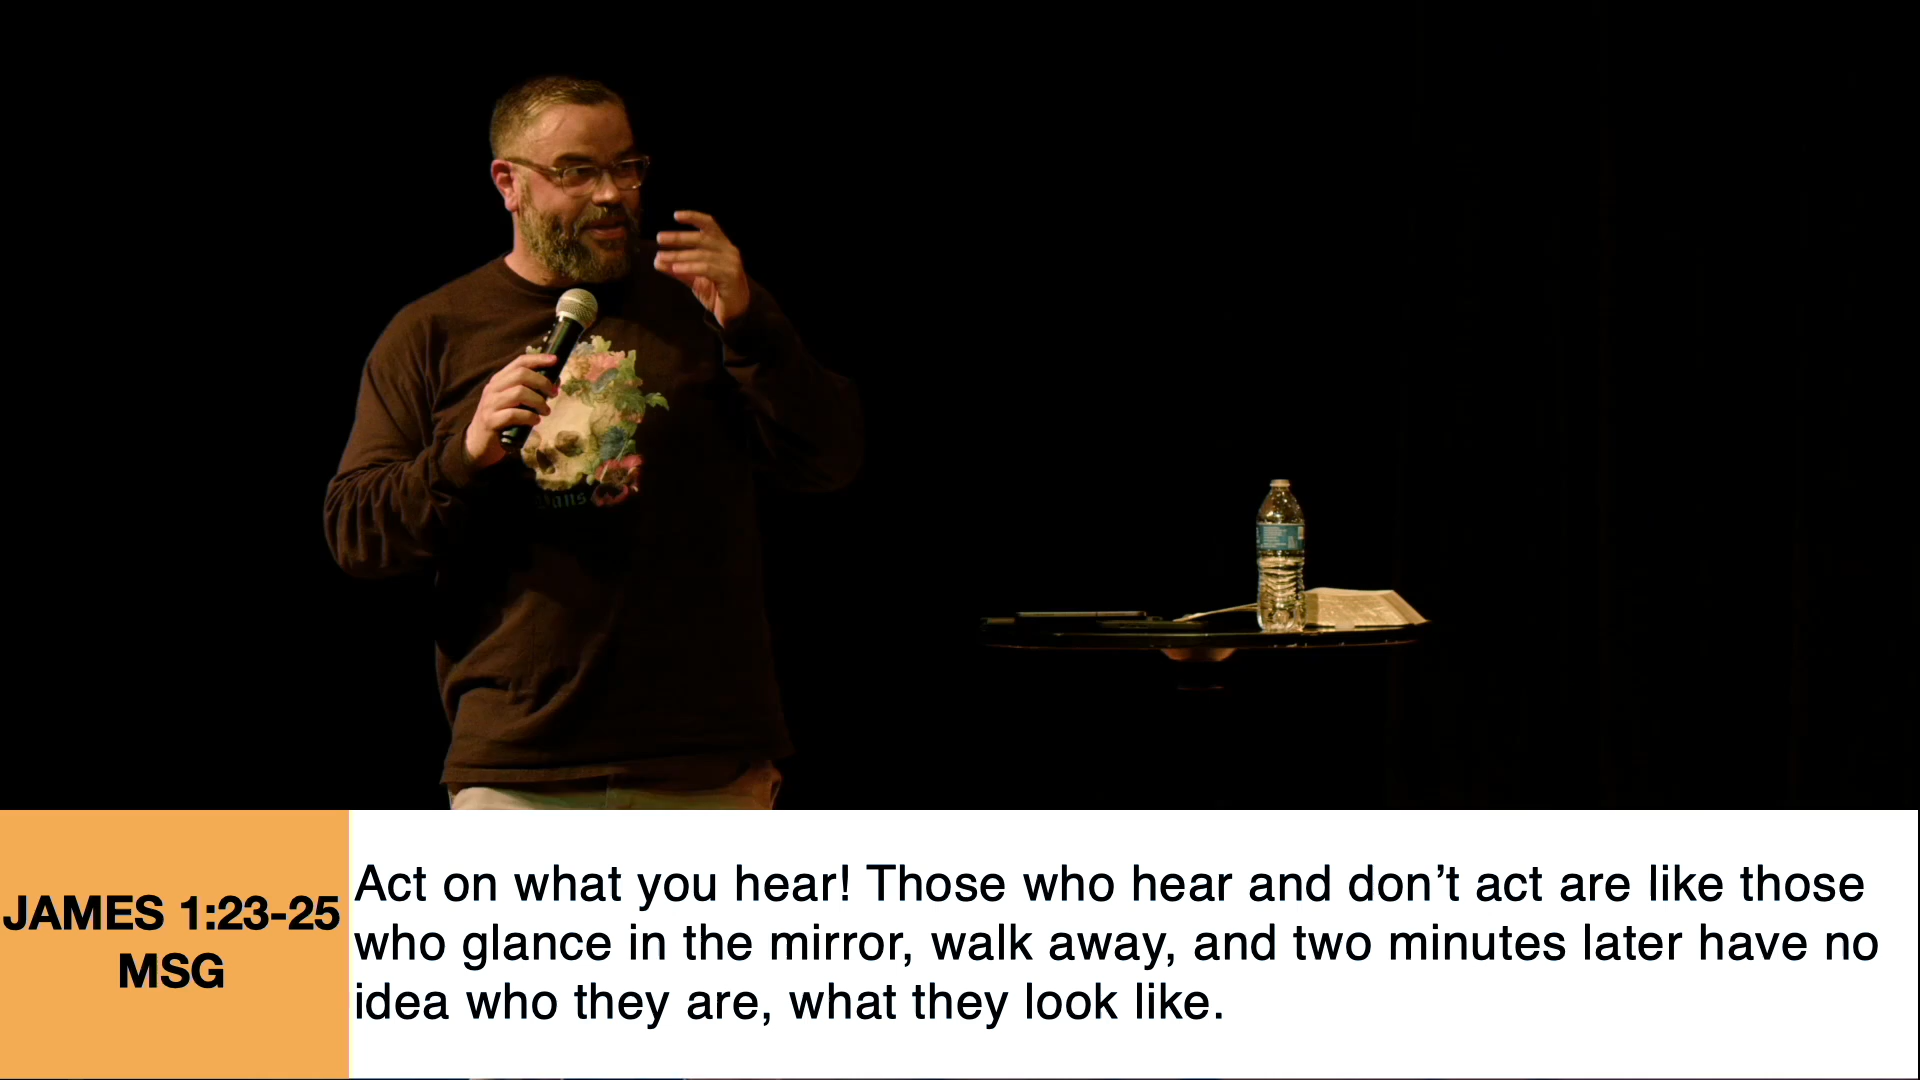 Vans
JAMES 1:23-25
MSG
Act on what you hear! Those who hear and don’t act are like those
who glance in the mirror, walk away, and two minutes later have no
idea who they are, what they look like.